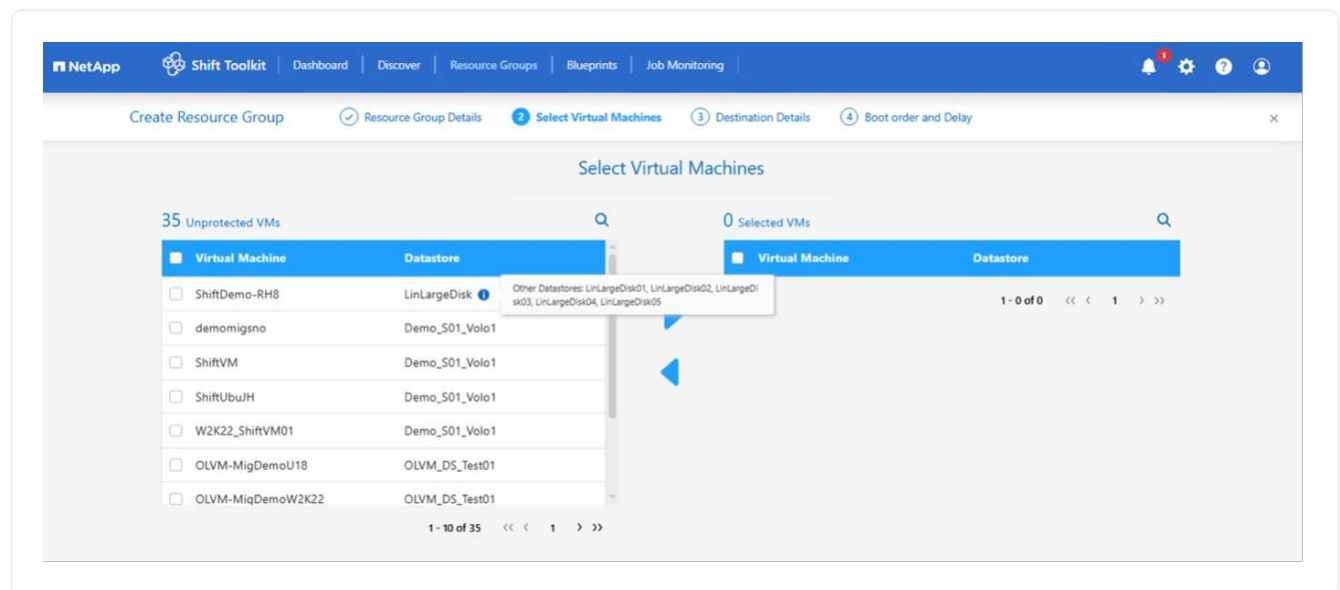 NetApp Shift Toolkit Dashboard Discover Resource Groups Blueprints Job Monitoring 1 ?
Create Resource Group Resource Group Details 2 Select Virtual Machines 3 Destination Details 4 Boot order and Delay ×
Select Virtual Machines
35 Unprotected VMs
Virtual Machine Datastore
ShiftDemo-RH8 LinLargeDisk i
Other Datastores: LinLargeDisk01, LinLargeDisk02, LinLargeDi
sk03, LinLargeDisk04, LinLargeDisk05
demomigsno Demo_S01_Volo1
ShiftVM Demo_S01_Volo1
ShiftUbuJH Demo_S01_Volo1
W2K22_ShiftVM01 Demo_S01_Volo1
OLVM-MigDemoU18 OLVM_DS_Test01
OLVM-MigDemoW2K22 OLVM_DS_Test01
1 - 10 of 35 << < 1 > >>
0 Selected VMs
Virtual Machine Datastore
1 - 0 of 0 << < 1 > >>